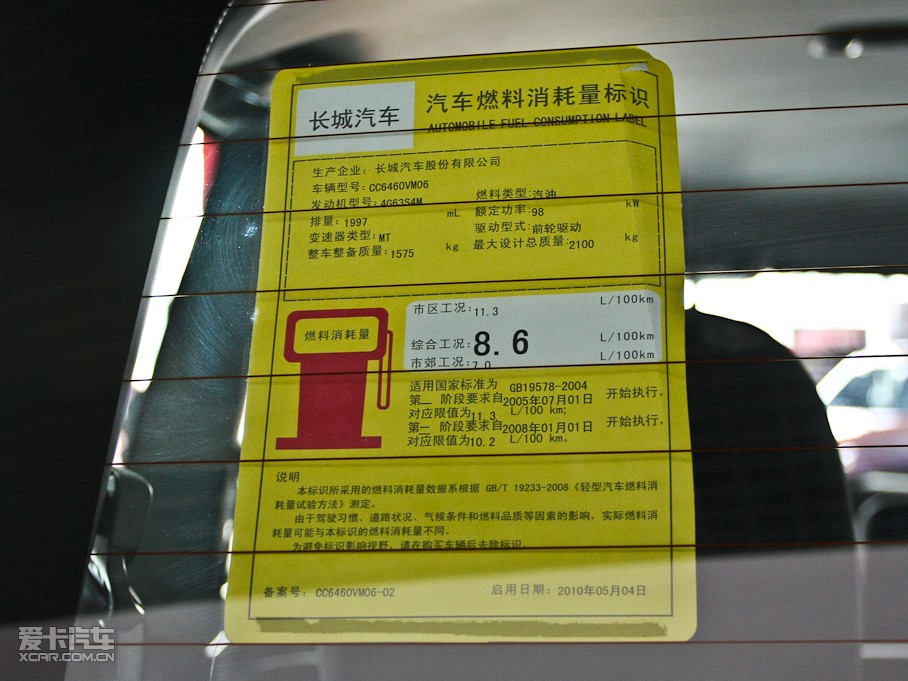 长城汽车
汽车燃料消耗量标识
AUTOMOBILE FUEL CONSUMPTION LABEL
生产企业: 长城汽车股份有限公司
车辆型号: CC6460VM06
发动机型号: 4G63S4M 燃料类型: 汽油
排量: 1997 mL 额定功率: 98 kW
变速器类型: MT 驱动型式: 前轮驱动
整车整备质量: 1575 kg 最大设计总质量: 2100 kg
燃料消耗量
市区工况: 11.3 L/100km
综合工况: 8.6 L/100km
市郊工况: 7.0 L/100km
适用国家标准为 GB19578-2004
第二 阶段要求自2005年07月01日 开始执行,
对应限值为11.3 L/100 km;
第一 阶段要求自2008年01月01日 开始执行,
对应限值为10.2 L/100 km。
说明
本标识所采用的燃料消耗量数据系根据 GB/T 19233-2008《轻型汽车燃料消
耗量试验方法》测定。
由于驾驶习惯、道路状况、气候条件和燃料品质等因素的影响, 实际燃料消
耗量可能与本标识的燃料消耗量不同。
为避免标识影响视野, 请在购买车辆后去除标识.
备案号: CC6460VM06-02 启用日期: 2010年05月04日
爱卡汽车
XCAR.COM.CN